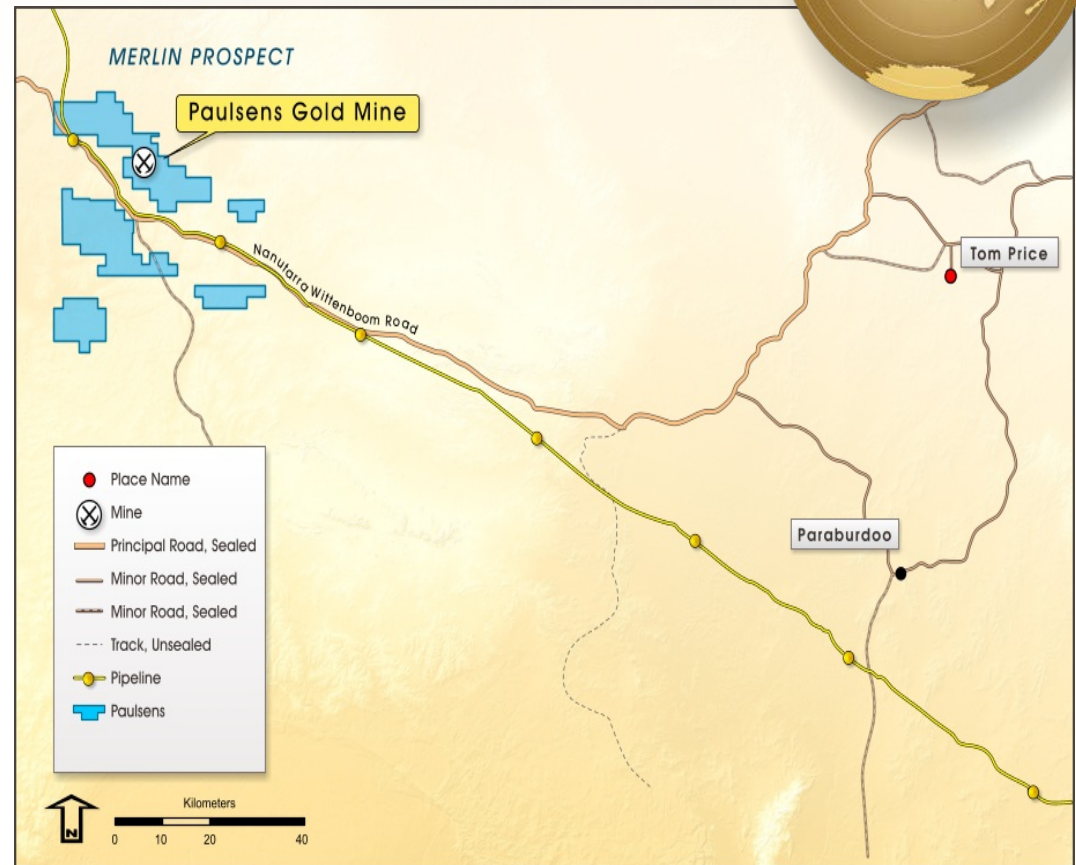 MERLIN PROSPECT
Paulsens Gold Mine
Nanutarra Wittenboom Road
Tom Price
Paraburdoo
Place Name
Mine
Principal Road, Sealed
Minor Road, Sealed
Minor Road, Sealed
Track, Unsealed
Pipeline
Paulsens
Kilometers
N
0 10 20 40